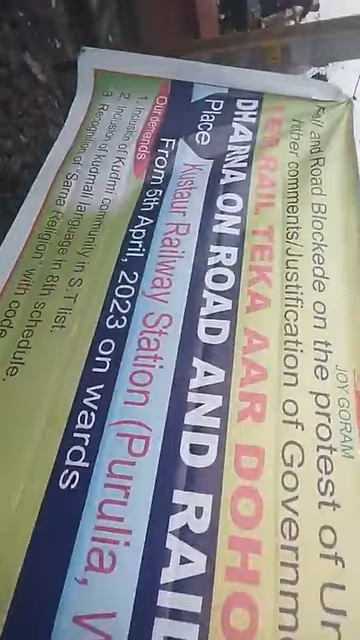 JOY GORAM
and Road Blockede on the protest of
comments/Justification of Governm
RAIL TEKA AAR DOHO
DHARNA ON ROAD AND RAIL
Place Kustaur Railway Station (Purulia, W
From 5th April, 2023 on wards
Our demands
1. Inclusion of Kudmi community in S.T list.
2. Inclusion of kudmali language in 8th schedule.
3. Recognition of "Sarna Religion" with code.